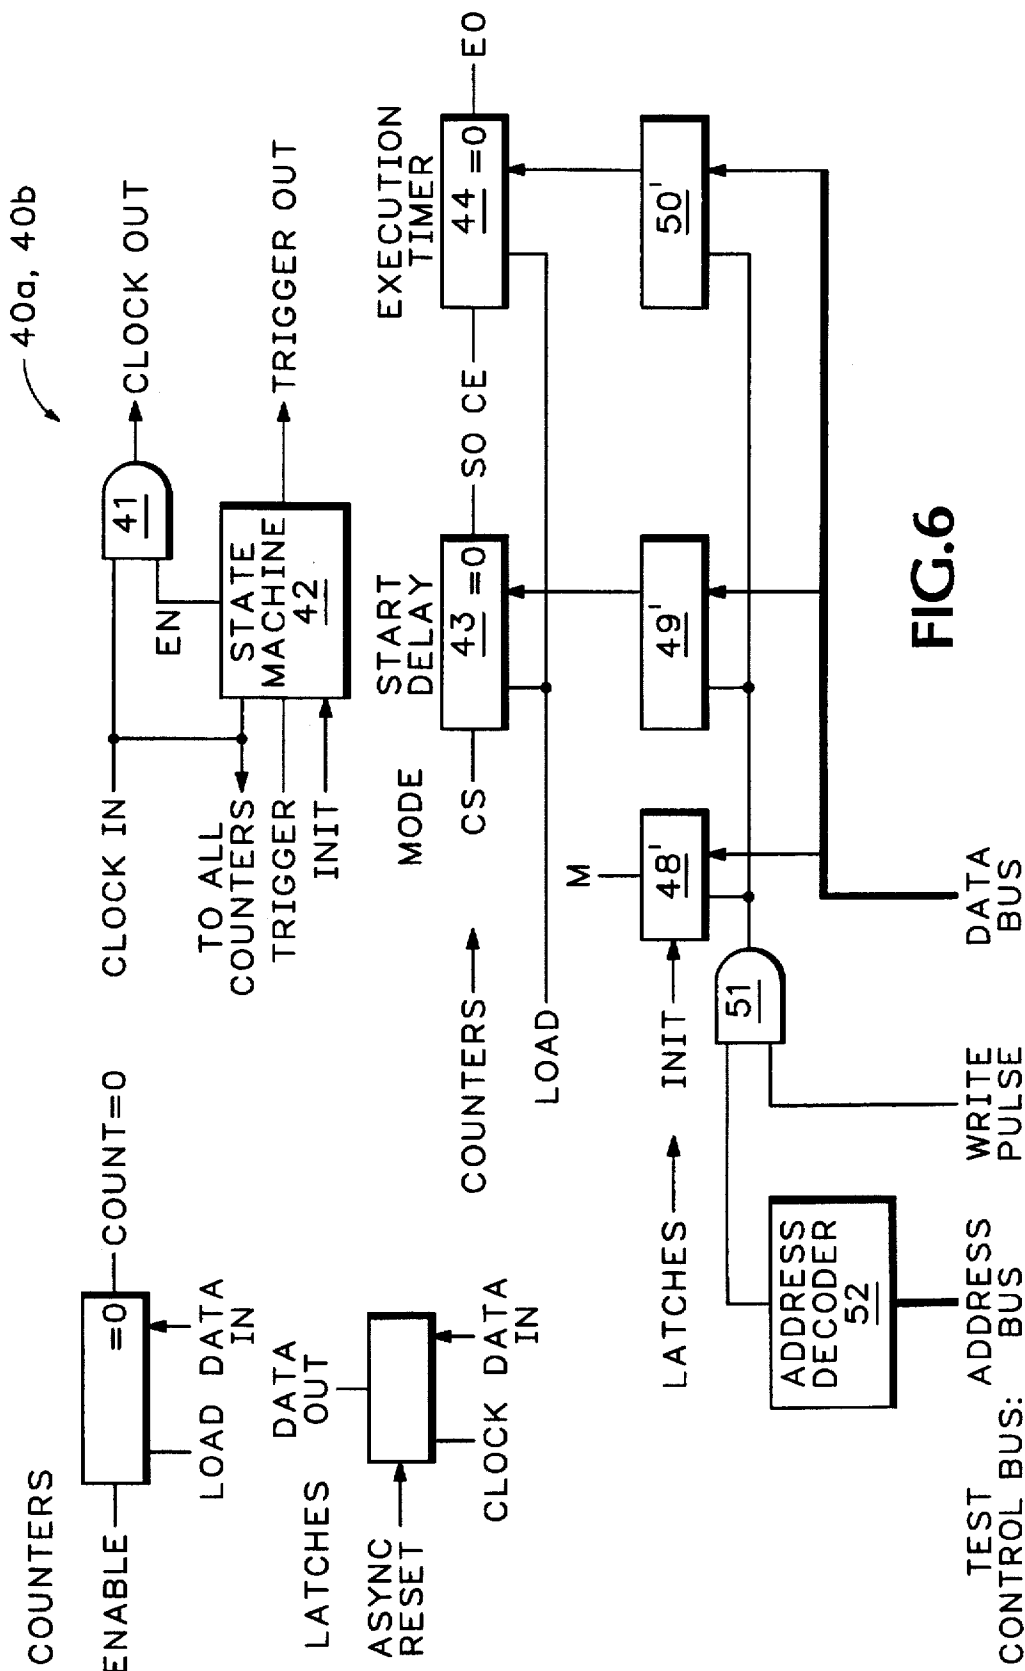 40a, 40b
COUNTERS
ENABLE
=0
COUNT=0
LOAD DATA
IN
LATCHES
DATA
OUT
ASYNC
RESET
CLOCK DATA
IN
CLOCK IN
41
CLOCK OUT
EN
TO ALL
COUNTERS
TRIGGER
INIT
STATE
MACHINE
42
TRIGGER OUT
MODE
START
DELAY
EXECUTION
TIMER
COUNTERS
CS
43 =0
SO CE
44 =0
EO
LOAD
LATCHES
INIT
M
48'
49'
50'
51
ADDRESS
DECODER
52
TEST
CONTROL BUS:
ADDRESS
BUS
WRITE
PULSE
DATA
BUS
FIG.6